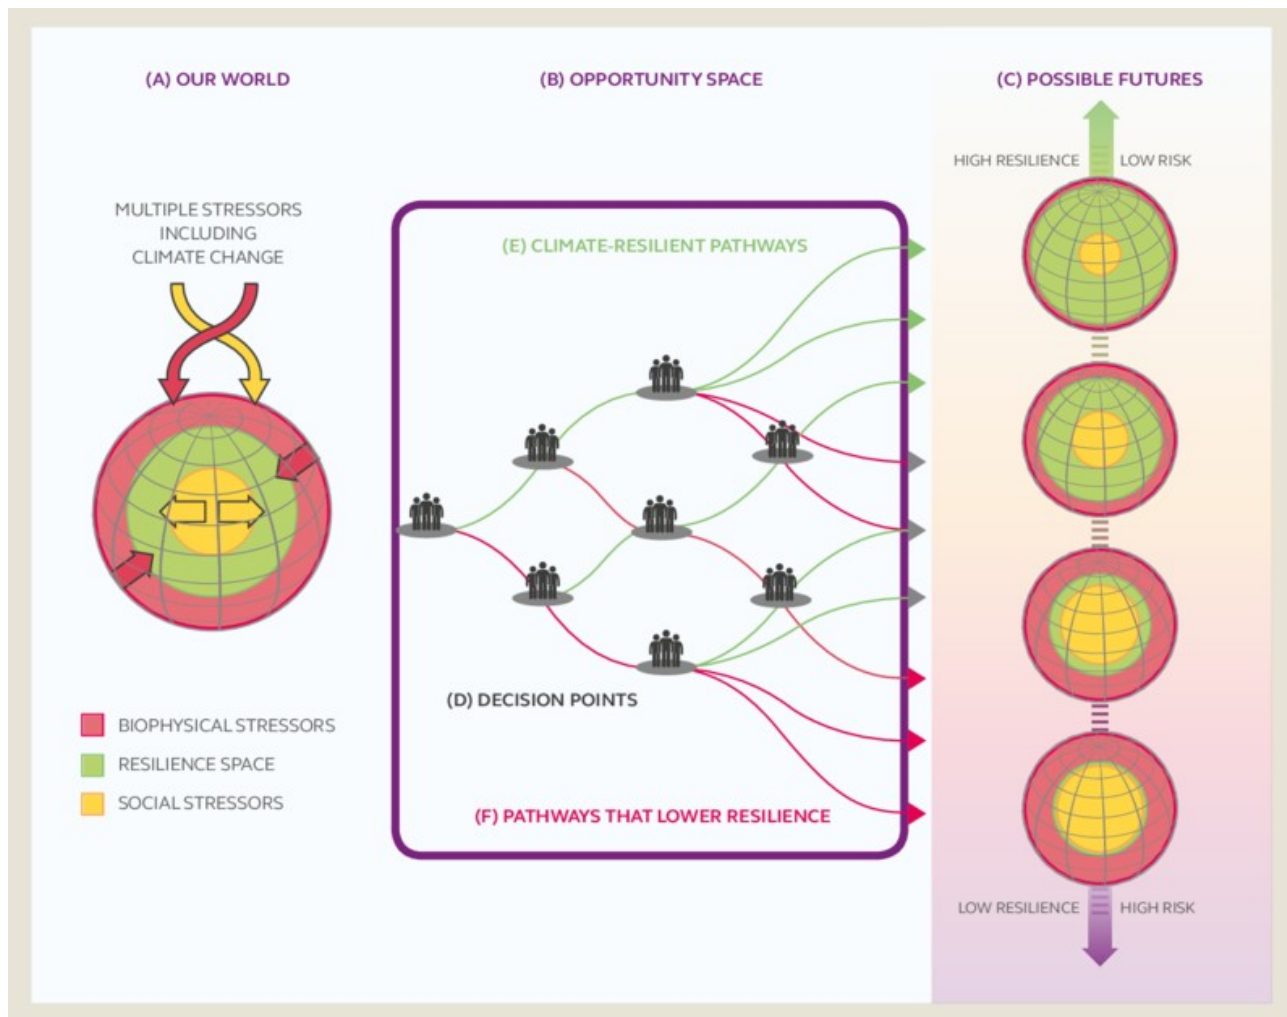 (A) OUR WORLD
MULTIPLE STRESSORS
INCLUDING
CLIMATE CHANGE
BIOPHYSICAL STRESSORS
RESILIENCE SPACE
SOCIAL STRESSORS
(B) OPPORTUNITY SPACE
(E) CLIMATE-RESILIENT PATHWAYS
(D) DECISION POINTS
(F) PATHWAYS THAT LOWER RESILIENCE
(C) POSSIBLE FUTURES
HIGH RESILIENCE LOW RISK
LOW RESILIENCE HIGH RISK